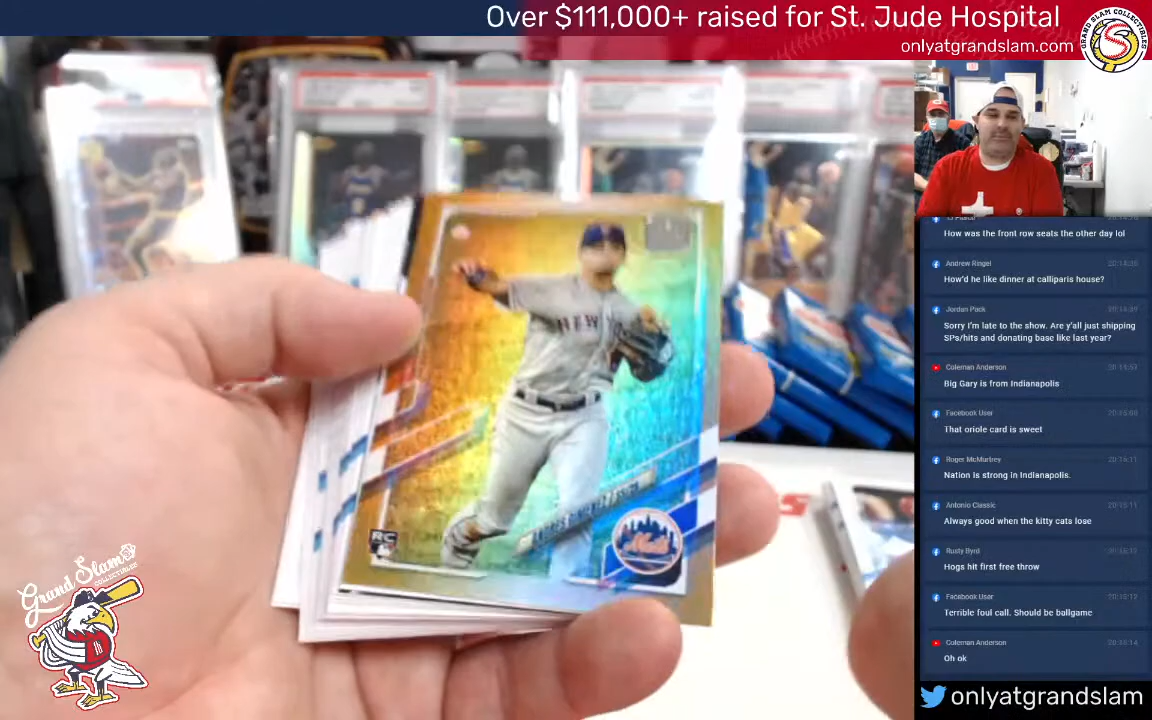 Over $111,000+ raised for St. Jude Hospital
onlyatgrandslam.com
GRAND SLAM COLLECTIBLES
How was the front row seats the other day lol
Andrew Ringel
How'd he like dinner at calliparis house?
Jordan Pack
Sorry I'm late to the show. Are y'all just shipping
SPs/hits and donating base like last year?
Coleman Anderson
Big Gary is from Indianapolis
Facebook User
That oriole card is sweet
Roger McMurtrey
Nation is strong in Indianapolis.
Antonio Classic
Always good when the kitty cats lose
Rusty Byrd
Hogs hit first free throw
Facebook User
Terrible foul call. Should be ballgame
Coleman Anderson
Oh ok
onlyatgrandslam
NEW
RC
Mets
Grand Slam
COLLECTIBLES